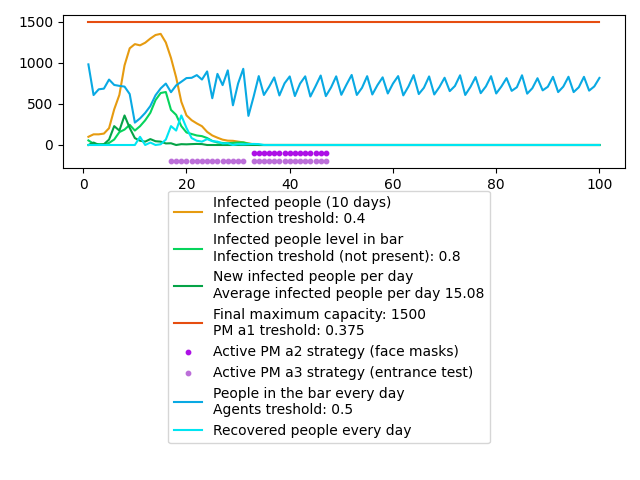 1500
1000
500
0
0
20
40
60
80
100
Infected people (10 days)
Infection treshold: 0.4
Infected people level in bar
Infection treshold (not present): 0.8
New infected people per day
Average infected people per day 15.08
Final maximum capacity: 1500
PM a1 treshold: 0.375
Active PM a2 strategy (face masks)
Active PM a3 strategy (entrance test)
People in the bar every day
Agents treshold: 0.5
Recovered people every day